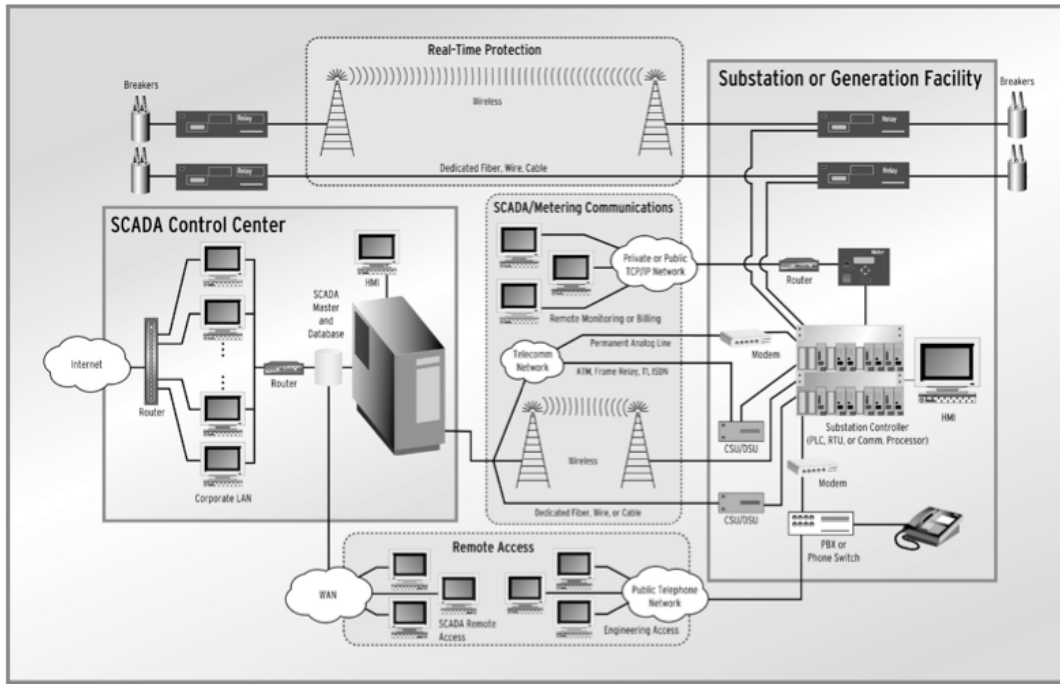 Real-Time Protection
Wireless
Dedicated Fiber, Wire, Cable
Breakers
Relay
Relay
Substation or Generation Facility
Breakers
Relay
Relay
SCADA Control Center
Internet
Router
Corporate LAN
Router
SCADA
Master
and
Database
HMI
SCADA/Metering Communications
Private or Public
TCP/IP Network
Remote Monitoring or Billing
Telecomm
Network
Permanent Analog Line
ATM, Frame Relay, T1, ISDN
Wireless
Dedicated Fiber, Wire, or Cable
Router
Meter
Modem
CSU/DSU
CSU/DSU
HMI
Substation Controller
(PLC, RTU, or Comm. Processor)
Modem
PBX or
Phone Switch
Remote Access
WAN
SCADA Remote
Access
Public Telephone
Network
Engineering Access